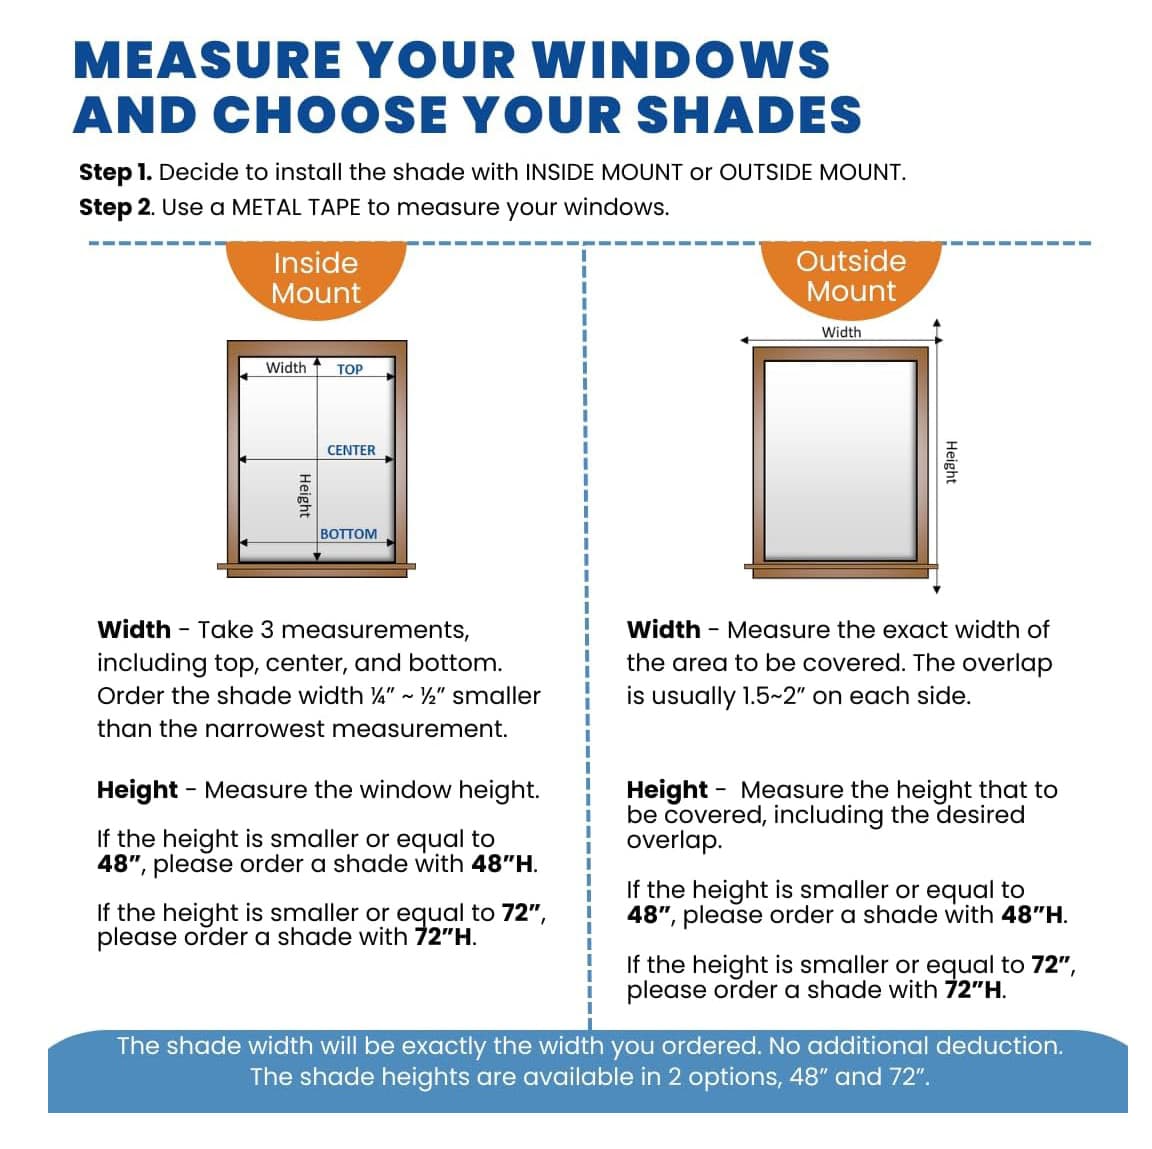 MEASURE YOUR WINDOWS
AND CHOOSE YOUR SHADES
Step 1. Decide to install the shade with INSIDE MOUNT or OUTSIDE MOUNT.
Step 2. Use a METAL TAPE to measure your windows.
Inside
Mount
Width TOP
CENTER
Height
BOTTOM
Width - Take 3 measurements,
including top, center, and bottom.
Order the shade width ¼” ~ ½” smaller
than the narrowest measurement.
Height - Measure the window height.
If the height is smaller or equal to
48”, please order a shade with 48”H.
If the height is smaller or equal to 72”,
please order a shade with 72”H.
Outside
Mount
Width
Height
Width - Measure the exact width of
the area to be covered. The overlap
is usually 1.5~2” on each side.
Height - Measure the height that to
be covered, including the desired
overlap.
If the height is smaller or equal to
48”, please order a shade with 48”H.
If the height is smaller or equal to 72”,
please order a shade with 72”H.
The shade width will be exactly the width you ordered. No additional deduction.
The shade heights are available in 2 options, 48” and 72”.